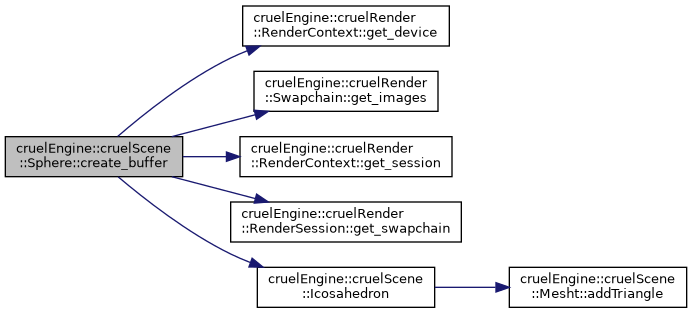 cruelEngine::cruelRender
::RenderContext::get_device
cruelEngine::cruelRender
::Swapchain::get_images
cruelEngine::cruelScene
::Sphere::create_buffer
cruelEngine::cruelRender
::RenderContext::get_session
cruelEngine::cruelRender
::RenderSession::get_swapchain
cruelEngine::cruelScene
::Icosahedron
cruelEngine::cruelScene
::Mesht::addTriangle